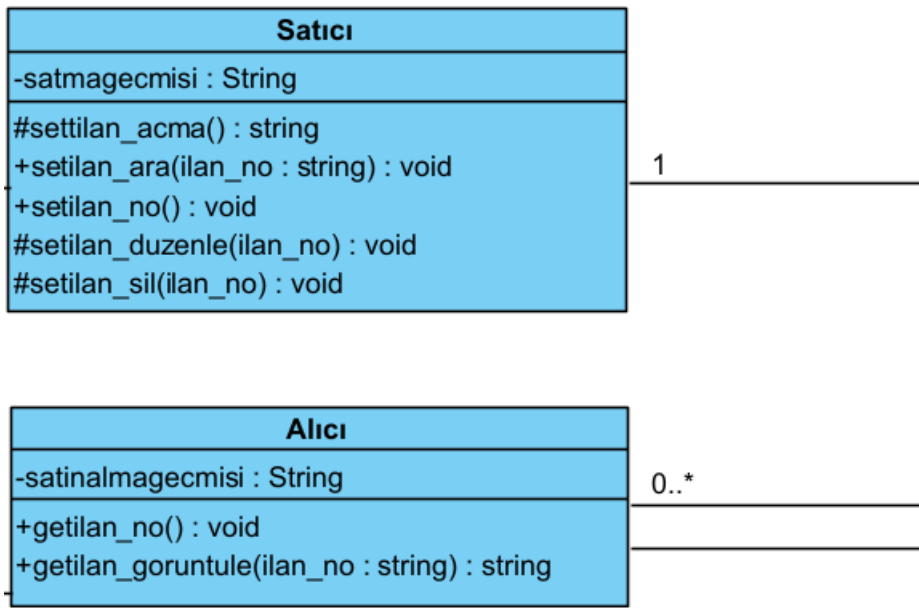 Satıcı
-satmagecmisi : String
#settilan_acma() : string
+setilan_ara(ilan_no : string) : void
+setilan_no() : void
#setilan_duzenle(ilan_no) : void
#setilan_sil(ilan_no) : void
1
Alıcı
-satinalmagecmisi : String
+getilan_no() : void
+getilan_goruntule(ilan_no : string) : string
0..*